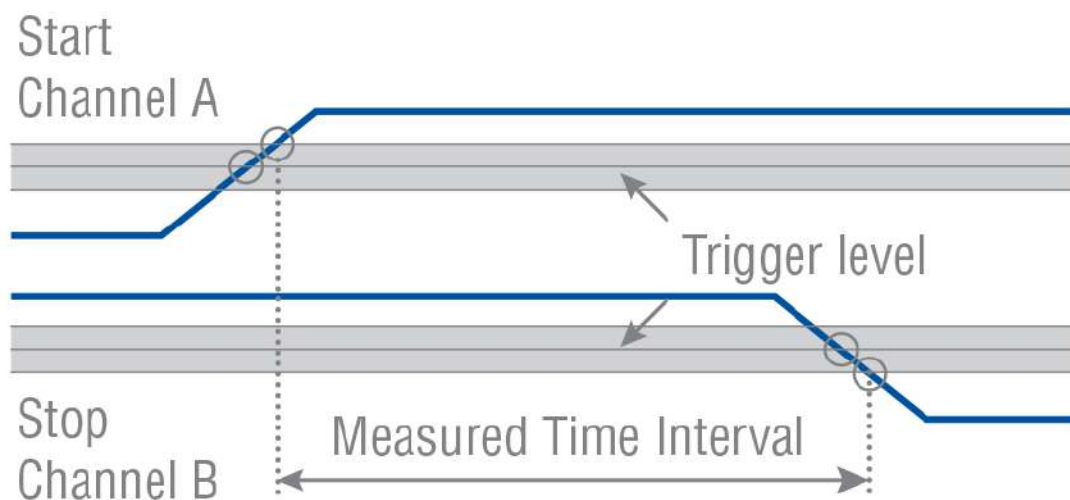 Start
Channel A
Trigger level
Stop
Channel B
Measured Time Interval